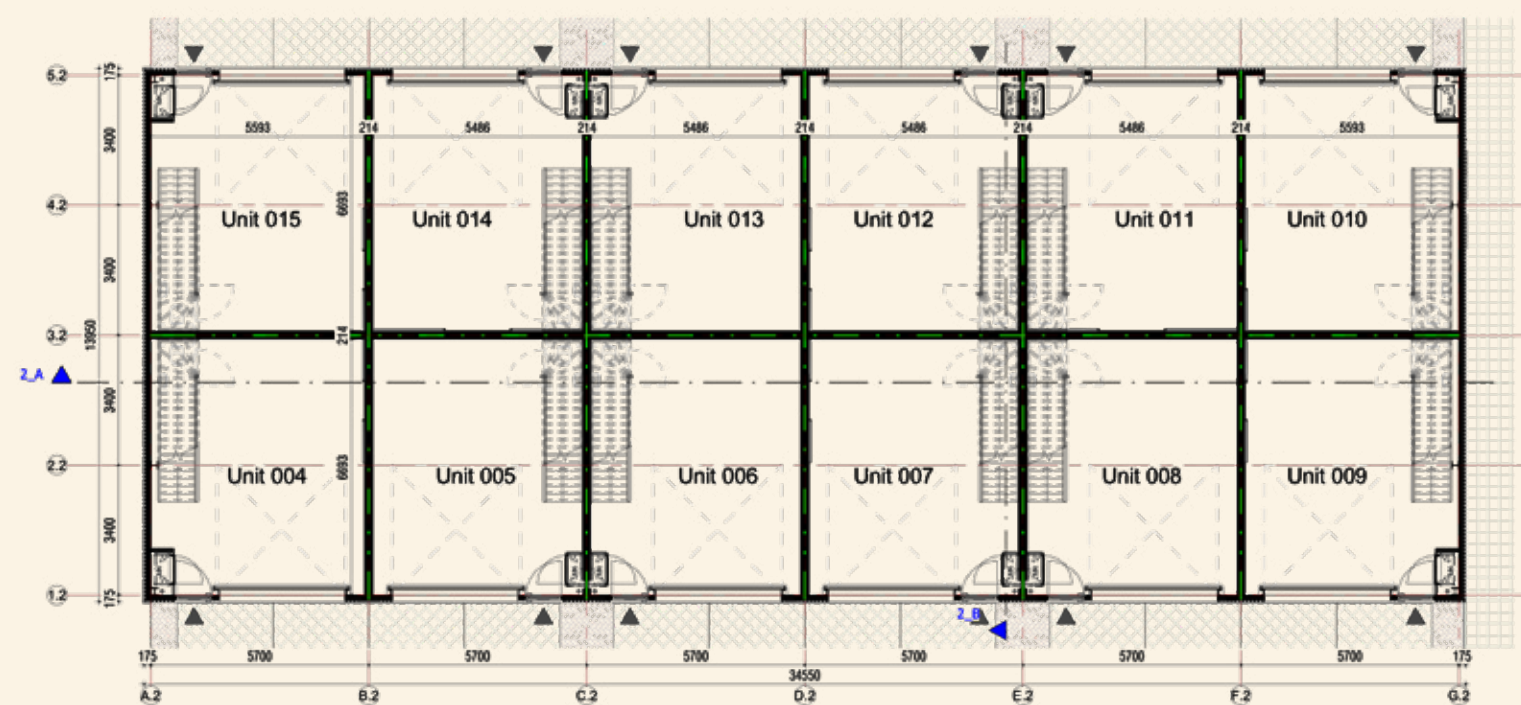 5.2
175
5593
214
5486
214
5486
214
5486
214
5486
214
5593
3400
4.2
6693
Unit 015
Unit 014
Unit 013
Unit 012
Unit 011
Unit 010
3400
3.2
13950
214
2_A
3400
2.2
6693
Unit 004
Unit 005
Unit 006
Unit 007
Unit 008
Unit 009
3400
1.2
175
2_B
175
5700
5700
5700
5700
5700
5700
175
34550
A.2
B.2
C.2
D.2
E.2
F.2
G.2